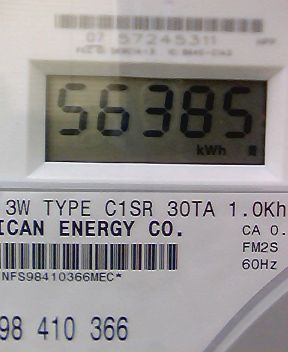 07 57245311
56385
kWh
3W TYPE C1SR 30TA 1.0Kh
ICAN ENERGY CO.
CA 0.
FM2S
60Hz
NFS98410366MEC*
98 410 366